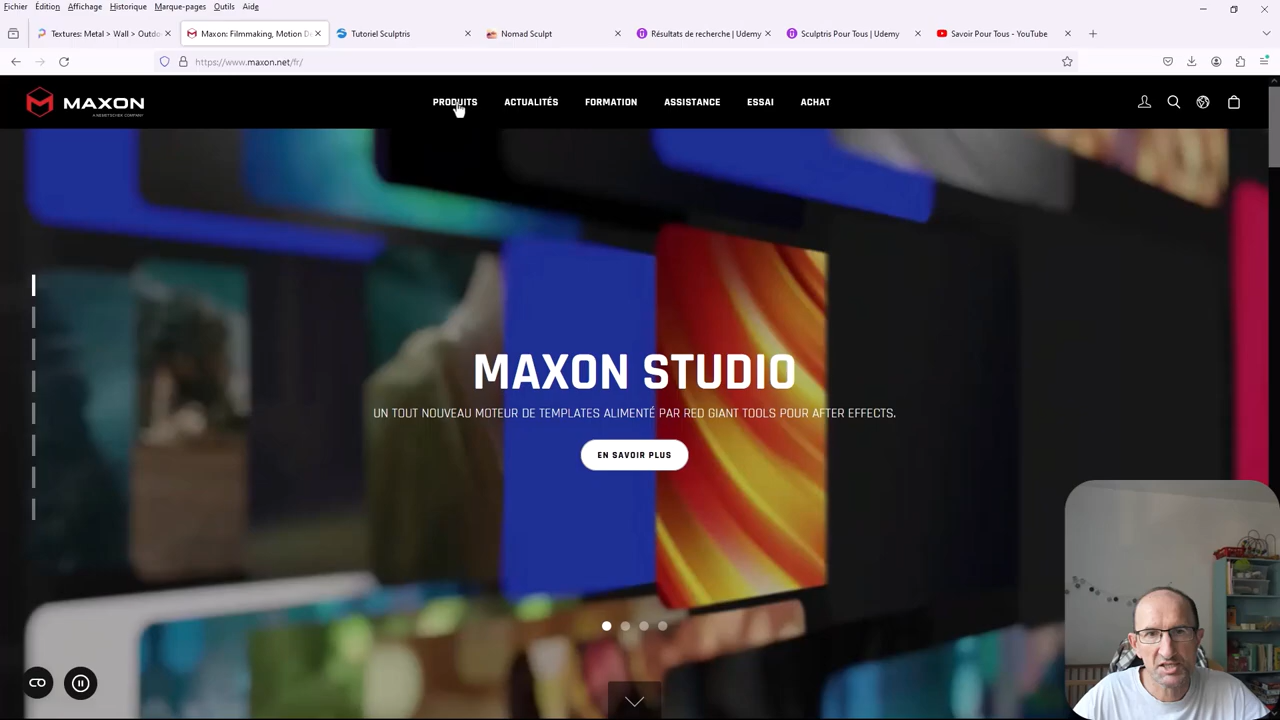 Fichier Édition Affichage Historique Marque-pages Outils Aide
Textures: Metal > Wall > Outdo
Maxon: Filmmaking, Motion D
Tutoriel Sculptris
Nomad Sculpt
Résultats de recherche | Udemy
Sculptris Pour Tous | Udemy
Savoir Pour Tous - YouTube
https://www.maxon.net/fr/
MAXON
A NEMETSCHEK COMPANY
PRODUITS ACTUALITÉS FORMATION ASSISTANCE ESSAI ACHAT
MAXON STUDIO
UN TOUT NOUVEAU MOTEUR DE TEMPLATES ALIMENTÉ PAR RED GIANT TOOLS POUR AFTER EFFECTS.
EN SAVOIR PLUS